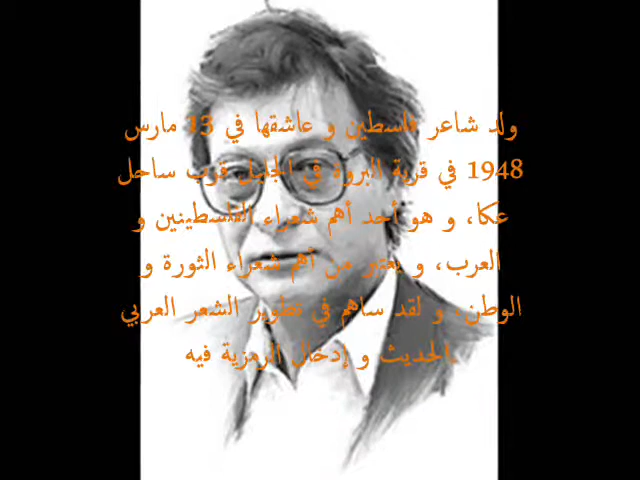 ولد شاعر فلسطين و عاشقها في 13 مارس
1948 في قرية البروة في الجليل قرب ساحل
عكا، و هو أحد أهم شعراء الفلسطينين و
العرب، و يعتبر من أهم شعراء الثورة و
الوطن، و لقد ساهم في تطوير الشعر العربي
الحديث و إدخال الرمزية فيه.